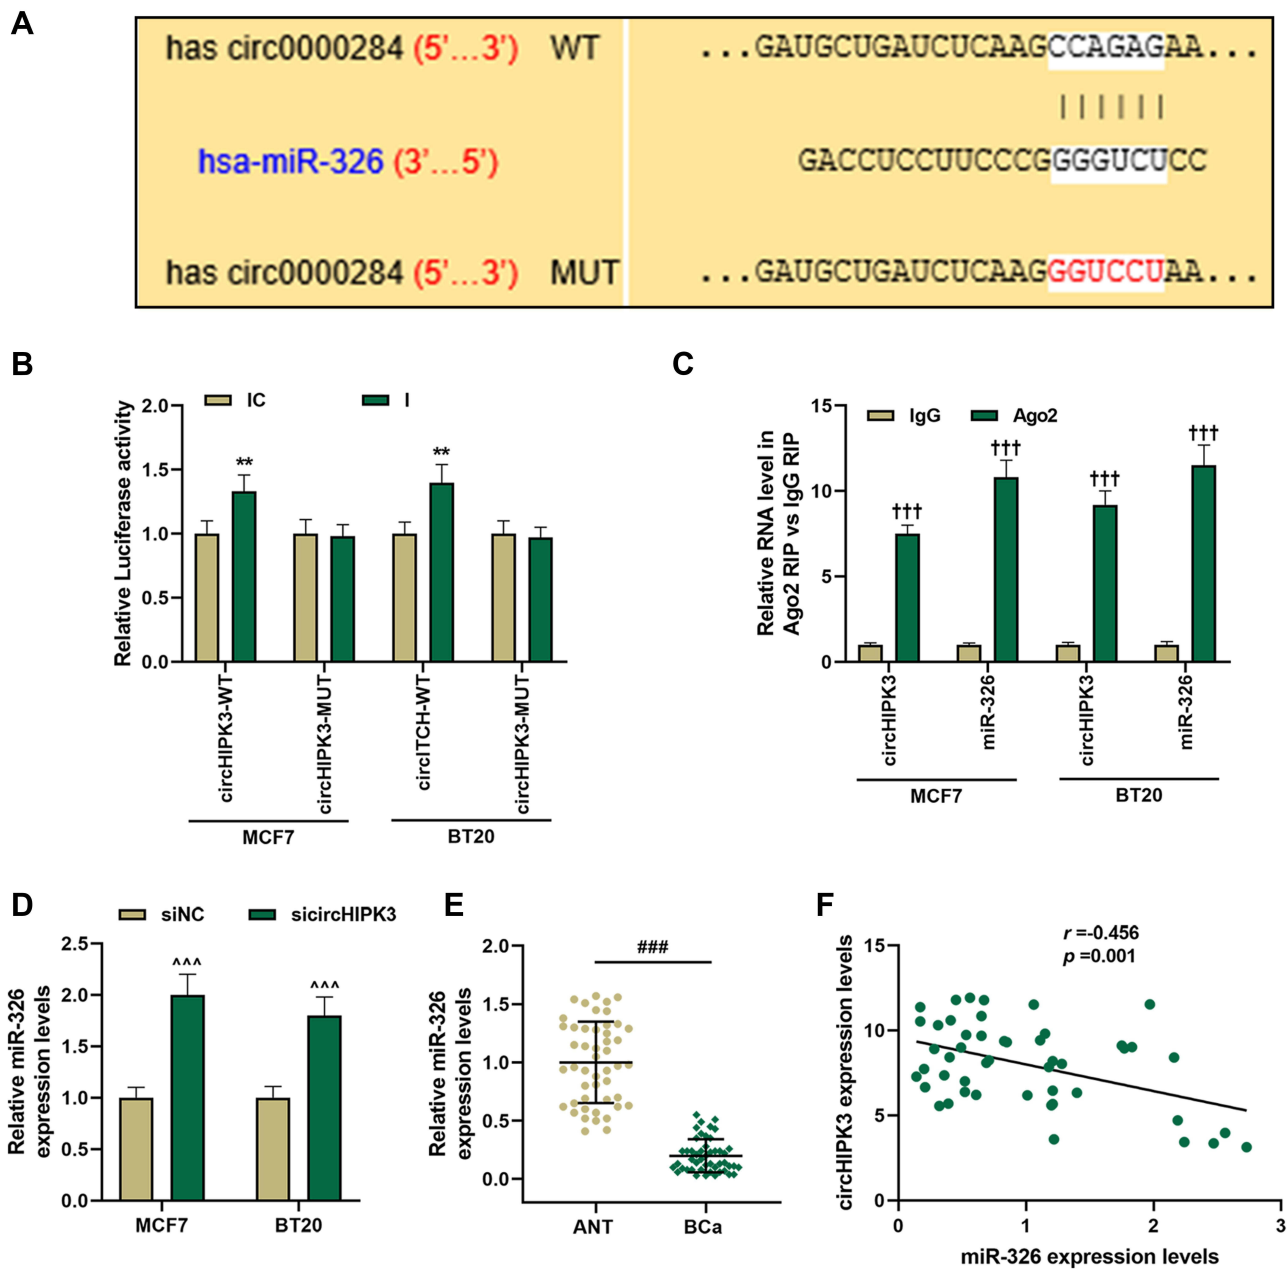 A
has circ0000284 (5’...3’) WT ...GAUGCUGAUCUCAAGCCAGAGAA...
| | | | | |
hsa-miR-326 (3’...5’) GACCUCCUUCCCGGGGUCUCC
has circ0000284 (5’...3’) MUT ...GAUGCUGAUCUCAAGGGUCCUAA...
B
IC I
Relative Luciferase activity
2.0
1.5
1.0
0.5
0.0
** **
circHIPK3-WT
circHIPK3-MUT
circITCH-WT
circHIPK3-MUT
MCF7 BT20
C
IgG Ago2
Relative RNA level in
Ago2 RIP vs IgG RIP
15
10
5
0
††† ††† ††† †††
circHIPK3
miR-326
circHIPK3
miR-326
MCF7 BT20
D
siNC sicircHIPK3
Relative miR-326
expression levels
2.5
2.0
1.5
1.0
0.5
0.0
^^^ ^^^
MCF7 BT20
E
Relative miR-326
expression levels
2.0
1.5
1.0
0.5
0.0
###
ANT BCa
F
r =-0.456
p =0.001
circHIPK3 expression levels
15
10
5
0
0 1 2 3
miR-326 expression levels